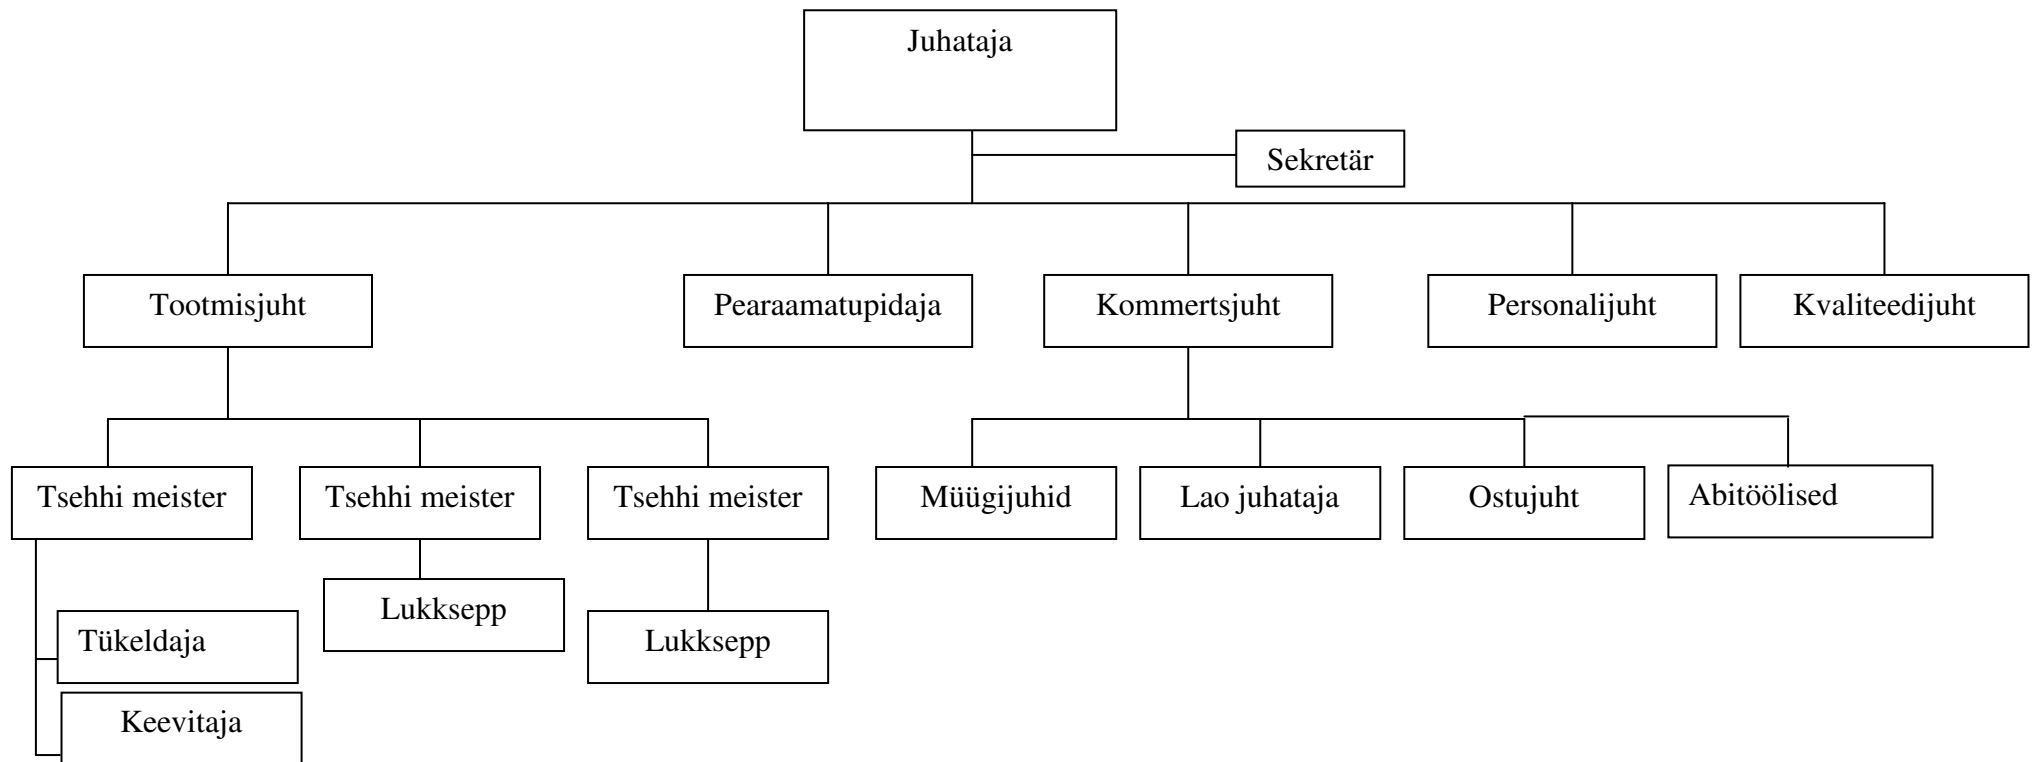 Juhataja
Sekretär
Tootmisjuht
Pearaamatupidaja
Kommertsjuht
Personalijuht
Kvaliteedijuht
Tsehhi meister
Tsehhi meister
Tsehhi meister
Müügijuhid
Lao juhataja
Ostujuht
Abitöölised
Lukksepp
Lukksepp
Tükeldaja
Keevitaja